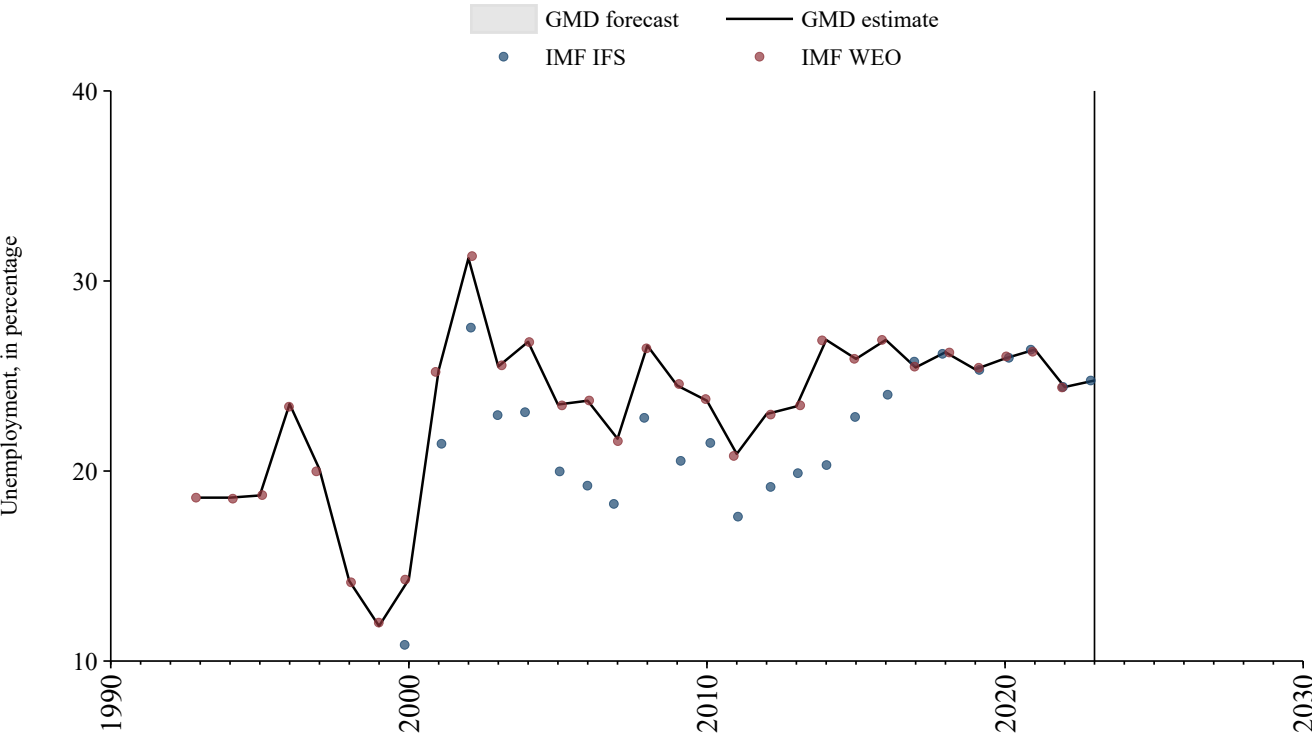 GMD forecast GMD estimate
IMF IFS IMF WEO
Unemployment, in percentage
40
30
20
10
1990 2000 2010 2020 2030